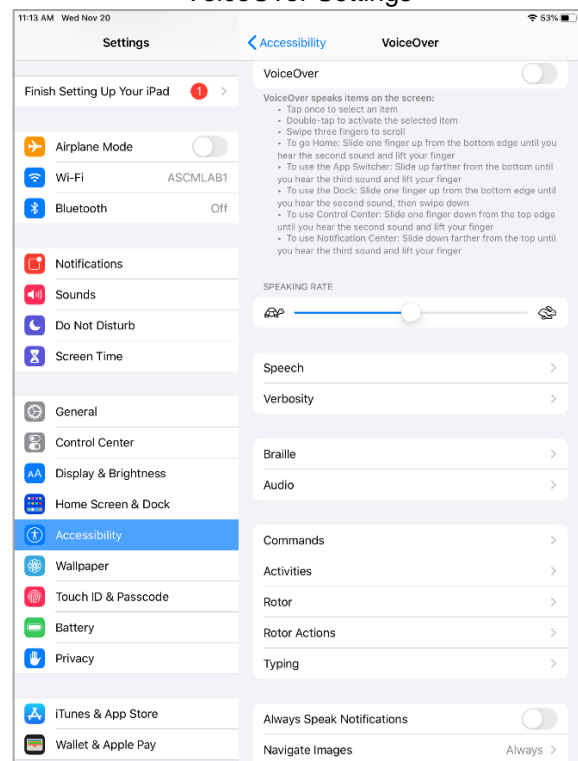 VoiceOver Settings
11:13 AM Wed Nov 20
53%
Settings
Accessibility
VoiceOver
Finish Setting Up Your iPad 1
Airplane Mode
Wi-Fi ASCMLAB1
Bluetooth Off
Notifications
Sounds
Do Not Disturb
Screen Time
General
Control Center
AA Display & Brightness
Home Screen & Dock
Accessibility
Wallpaper
Touch ID & Passcode
Battery
Privacy
iTunes & App Store
Wallet & Apple Pay
VoiceOver
VoiceOver speaks items on the screen:
• Tap once to select an item
• Double-tap to activate the selected item
• Swipe three fingers to scroll
• To go Home: Slide one finger up from the bottom edge until you
hear the second sound and lift your finger
• To use the App Switcher: Slide up farther from the bottom until
you hear the third sound and lift your finger
• To use the Dock: Slide one finger up from the bottom edge until
you hear the second sound, then swipe down
• To use Control Center: Slide one finger down from the top edge
until you hear the second sound and lift your finger
• To use Notification Center: Slide down farther from the top until
you hear the third sound and lift your finger
SPEAKING RATE
Speech
Verbosity
Braille
Audio
Commands
Activities
Rotor
Rotor Actions
Typing
Always Speak Notifications
Navigate Images Always